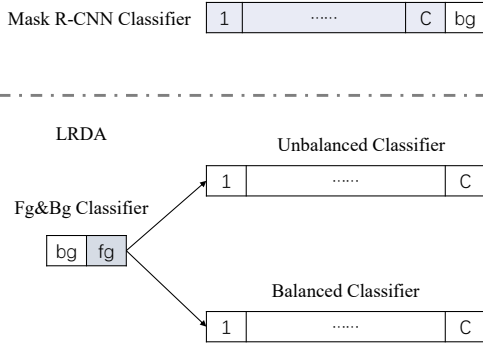 Mask R-CNN Classifier
1 ...... C bg
LRDA
Unbalanced Classifier
1 ...... C
Fg&Bg Classifier
bg fg
Balanced Classifier
1 ...... C